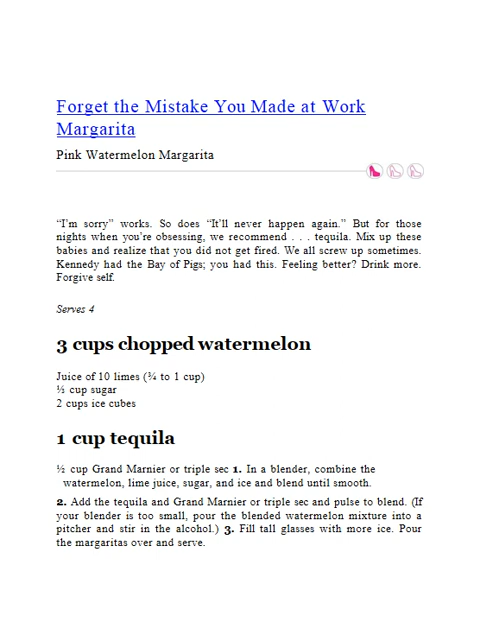 Forget the Mistake You Made at Work
Margarita
Pink Watermelon Margarita
“I’m sorry” works. So does “It’ll never happen again.” But for those
nights when you’re obsessing, we recommend . . . tequila. Mix up these
babies and realize that you did not get fired. We all screw up sometimes.
Kennedy had the Bay of Pigs; you had this. Feeling better? Drink more.
Forgive self.
Serves 4
3 cups chopped watermelon
Juice of 10 limes (¾ to 1 cup)
½ cup sugar
2 cups ice cubes
1 cup tequila
½ cup Grand Marnier or triple sec 1. In a blender, combine the
watermelon, lime juice, sugar, and ice and blend until smooth.
2. Add the tequila and Grand Marnier or triple sec and pulse to blend. (If
your blender is too small, pour the blended watermelon mixture into a
pitcher and stir in the alcohol.) 3. Fill tall glasses with more ice. Pour
the margaritas over and serve.